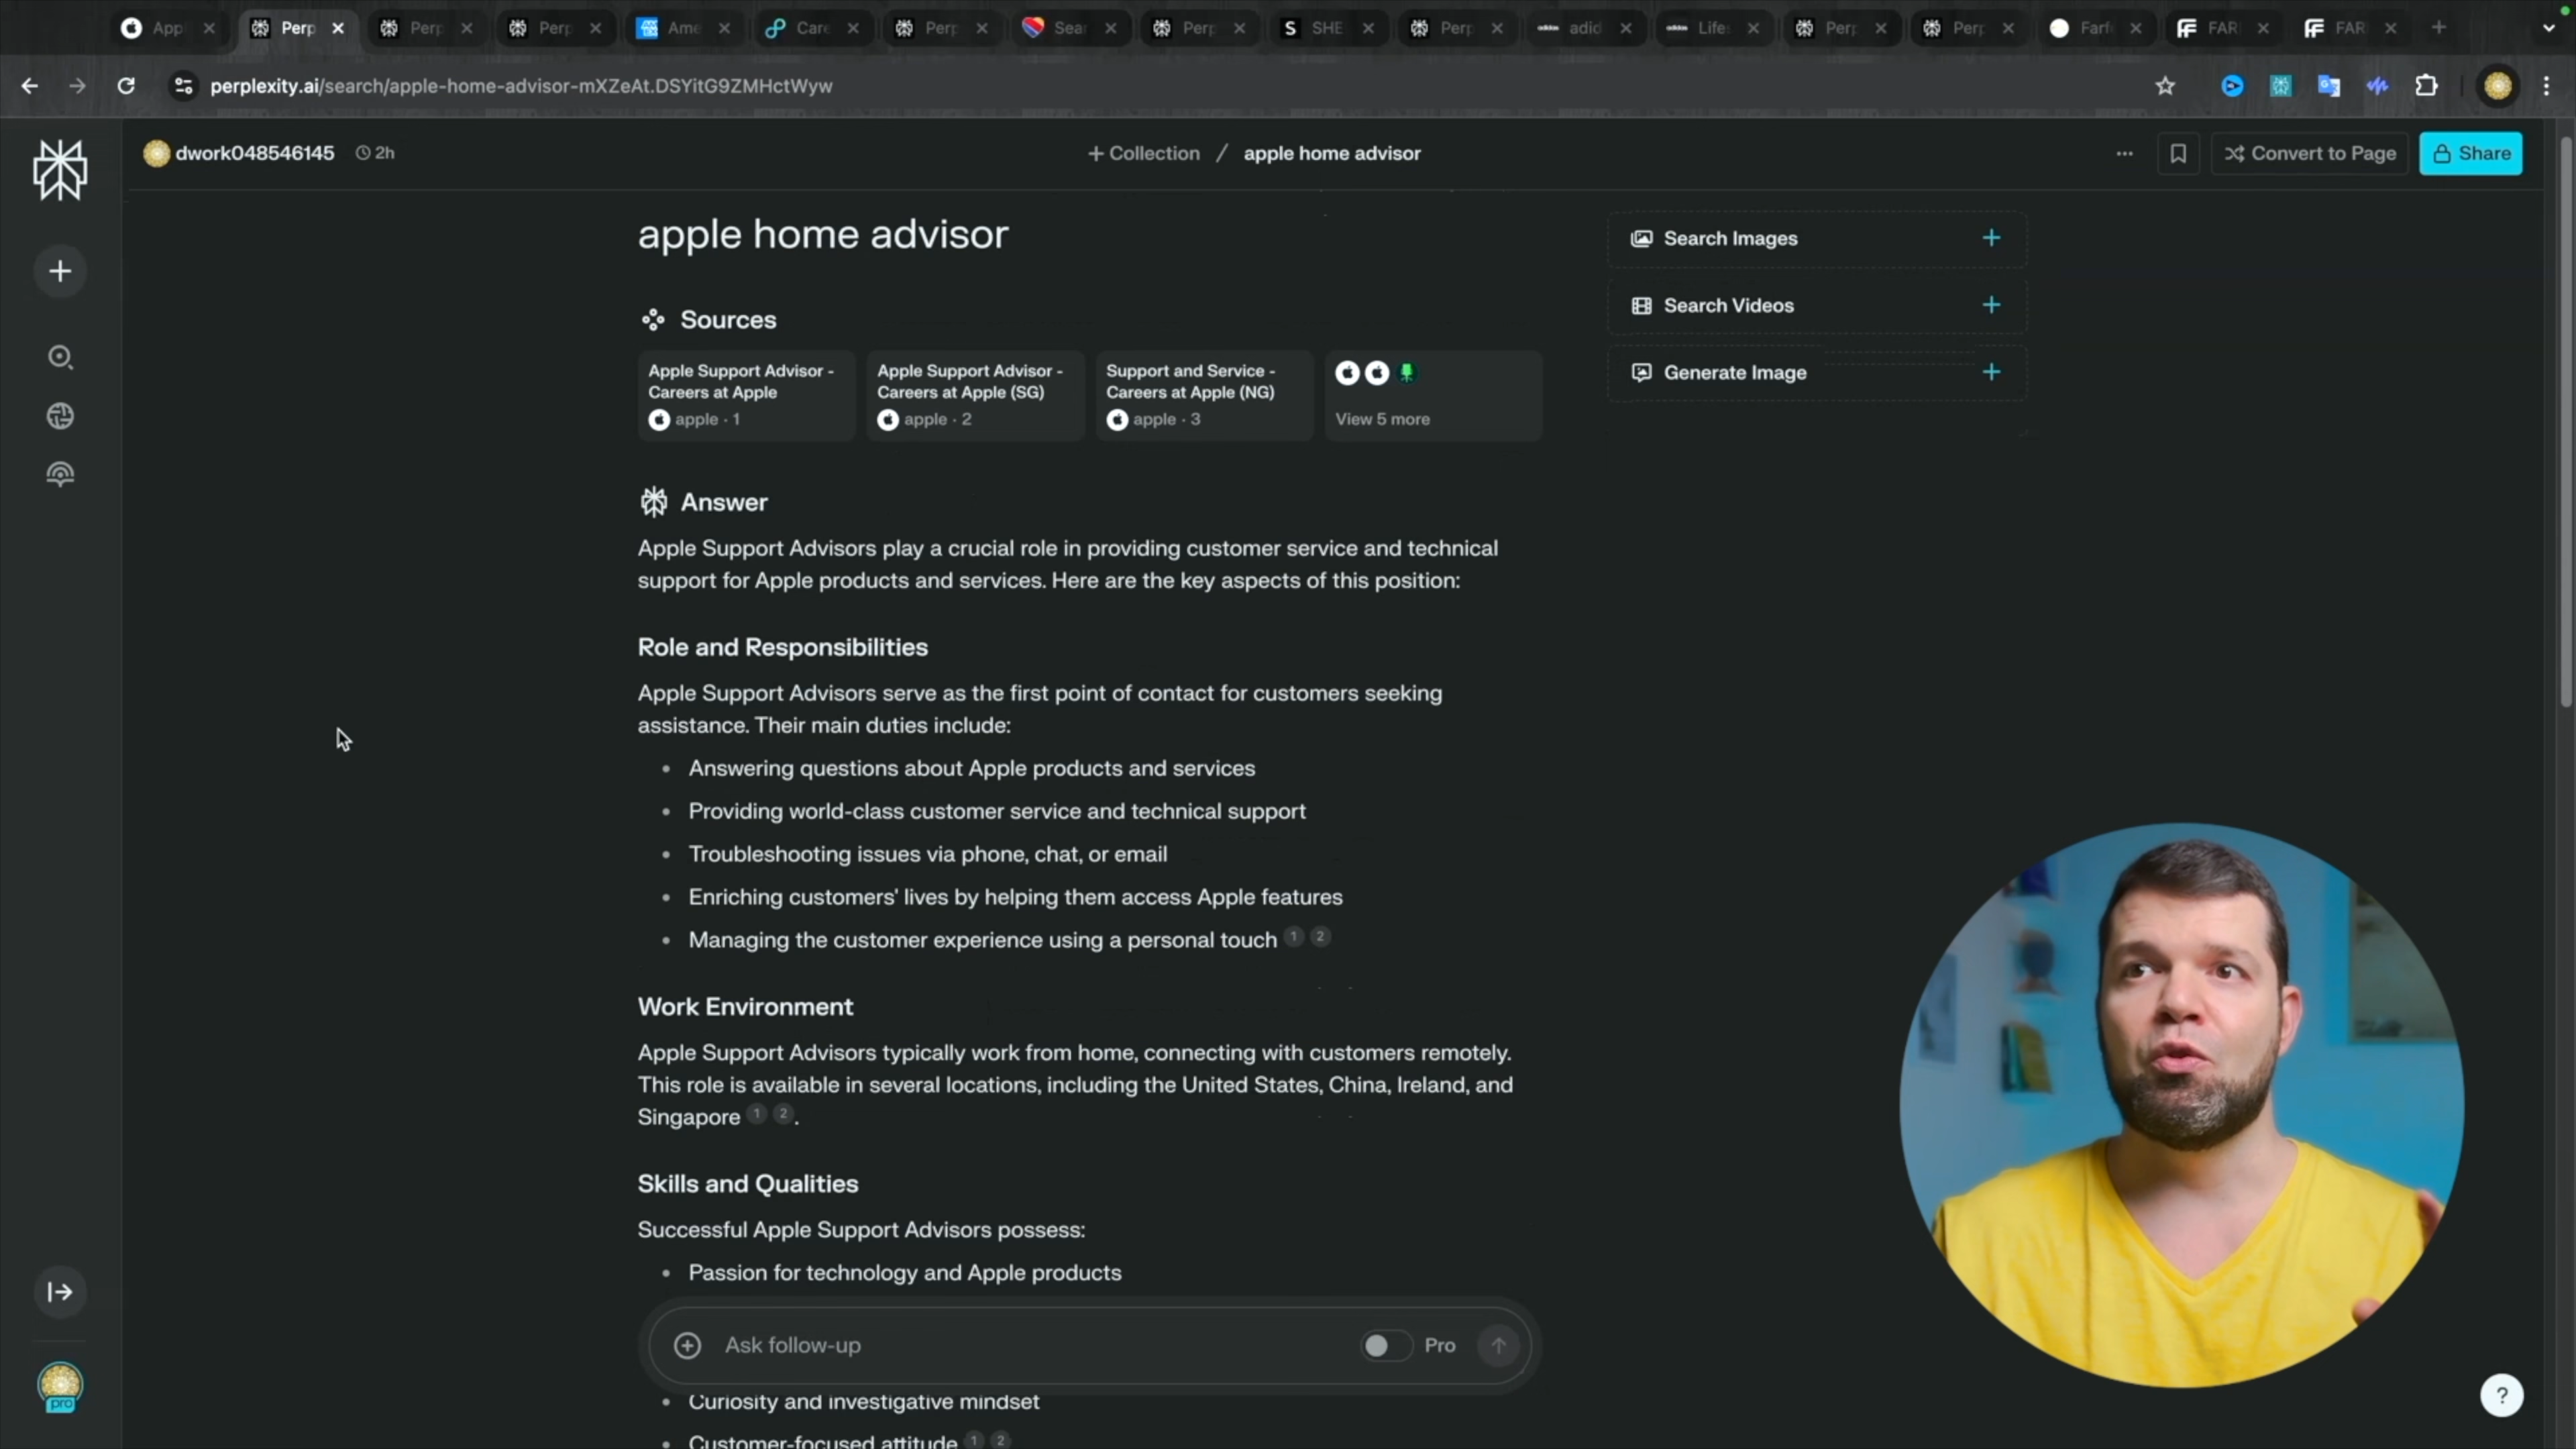 App
Perp
Perp
Perp
Ame
Care
Perp
Sear
Perp
S
SHE
Perp
adid
Life
Perp
Perp
Farf
FAR
FAR
perplexity.ai/search/apple-home-advisor-mXZeAt.DSYitG9ZMHctWyw
dwork048546145
2h
+ Collection / apple home advisor
Convert to Page
Share
apple home advisor
Sources
Apple Support Advisor -
Careers at Apple
apple · 1
Apple Support Advisor -
Careers at Apple (SG)
apple · 2
Support and Service -
Careers at Apple (NG)
apple · 3
View 5 more
Search Images
Search Videos
Generate Image
Answer
Apple Support Advisors play a crucial role in providing customer service and technical
support for Apple products and services. Here are the key aspects of this position:
Role and Responsibilities
Apple Support Advisors serve as the first point of contact for customers seeking
assistance. Their main duties include:
• Answering questions about Apple products and services
• Providing world-class customer service and technical support
• Troubleshooting issues via phone, chat, or email
• Enriching customers' lives by helping them access Apple features
• Managing the customer experience using a personal touch 1 2
Work Environment
Apple Support Advisors typically work from home, connecting with customers remotely.
This role is available in several locations, including the United States, China, Ireland, and
Singapore 1 2 .
Skills and Qualities
Successful Apple Support Advisors possess:
• Passion for technology and Apple products
Ask follow-up
Pro
• Curiosity and investigative mindset
• Customer-focused attitude 1 2
pro
?